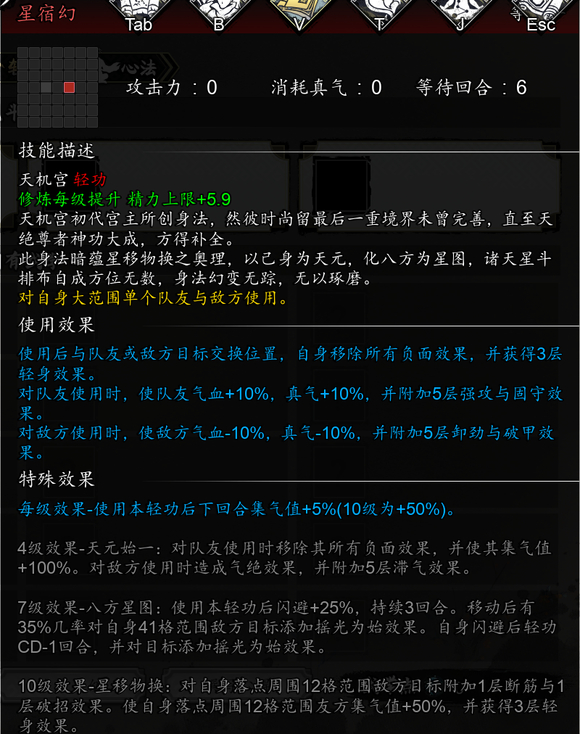 星宿幻
Tab B V T J Esc
心法
攻击力：0 消耗真气：0 等待回合：6
技能描述
天机宫 轻功
修炼每级提升 精力上限+5.9
天机宫初代宫主所创身法，然彼时尚留最后一重境界未曾完善，直至天
绝尊者神功大成，方得补全。
此身法暗蕴星移物换之奥理，以己身为天元，化八方为星图，诸天星斗
排布自成方位无数，身法幻变无踪，无以琢磨。
对自身大范围单个队友与敌方使用。
使用效果
使用后与队友或敌方目标交换位置，自身移除所有负面效果，并获得3层
轻身效果。
对队友使用时，使队友气血+10%，真气+10%，并附加5层强攻与固守效
果。
对敌方使用时，使敌方气血-10%，真气-10%，并附加5层卸劲与破甲效
果。
特殊效果
每级效果-使用本轻功后下回合集气值+5%(10级为+50%)。
4级效果-天元始一：对队友使用时移除其所有负面效果，并使其集气值
+100%。对敌方使用时造成气绝效果，并附加5层滞气效果。
7级效果-八方星图：使用本轻功后闪避+25%，持续3回合。移动后有
35%几率对自身41格范围敌方目标添加摇光为始效果。自身闪避后轻功
CD-1回合，并对目标添加摇光为始效果。
10级效果-星移物换：对自身落点周围12格范围敌方目标附加1层断筋与1
层破招效果。使自身落点周围12格范围友方集气值+50%，并获得3层轻
身效果。